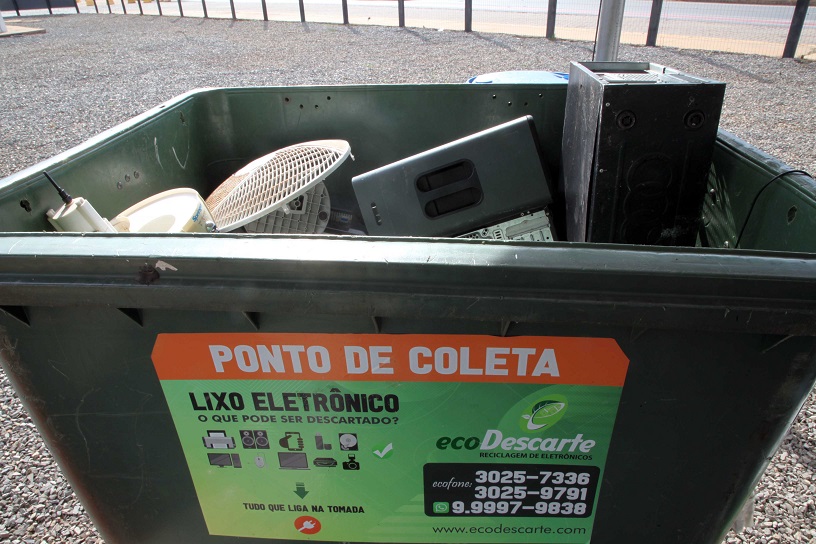 PONTO DE COLETA
LIXO ELETRÔNICO
O QUE PODE SER DESCARTADO?
TUDO QUE LIGA NA TOMADA
ecoDescarte
RECICLAGEM DE ELETRÔNICOS
ecofone: 3025-7336
3025-9791
9.9997-9838
www.ecodescarte.com